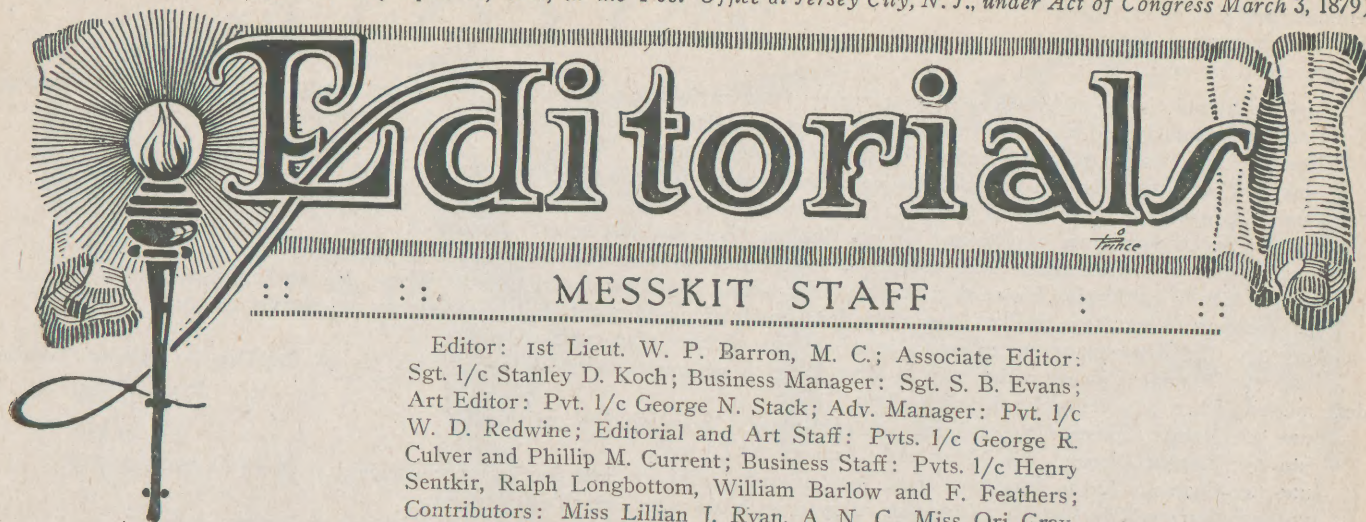 Post Office at Jersey City, N. J., under Act of Congress March 3, 1879.
Editorials
Prince
MESS-KIT STAFF
Editor: 1st Lieut. W. P. Barron, M. C.; Associate Editor:
Sgt. 1/c Stanley D. Koch; Business Manager: Sgt. S. B. Evans;
Art Editor: Pvt. 1/c George N. Stack; Adv. Manager: Pvt. 1/c
W. D. Redwine; Editorial and Art Staff: Pvts. 1/c George R.
Culver and Phillip M. Current; Business Staff: Pvts. 1/c Henry
Sentkir, Ralph Longbottom, William Barlow and F. Feathers;
Contributors: Miss Lillian J. Ryan, A. N. C., Miss Ori